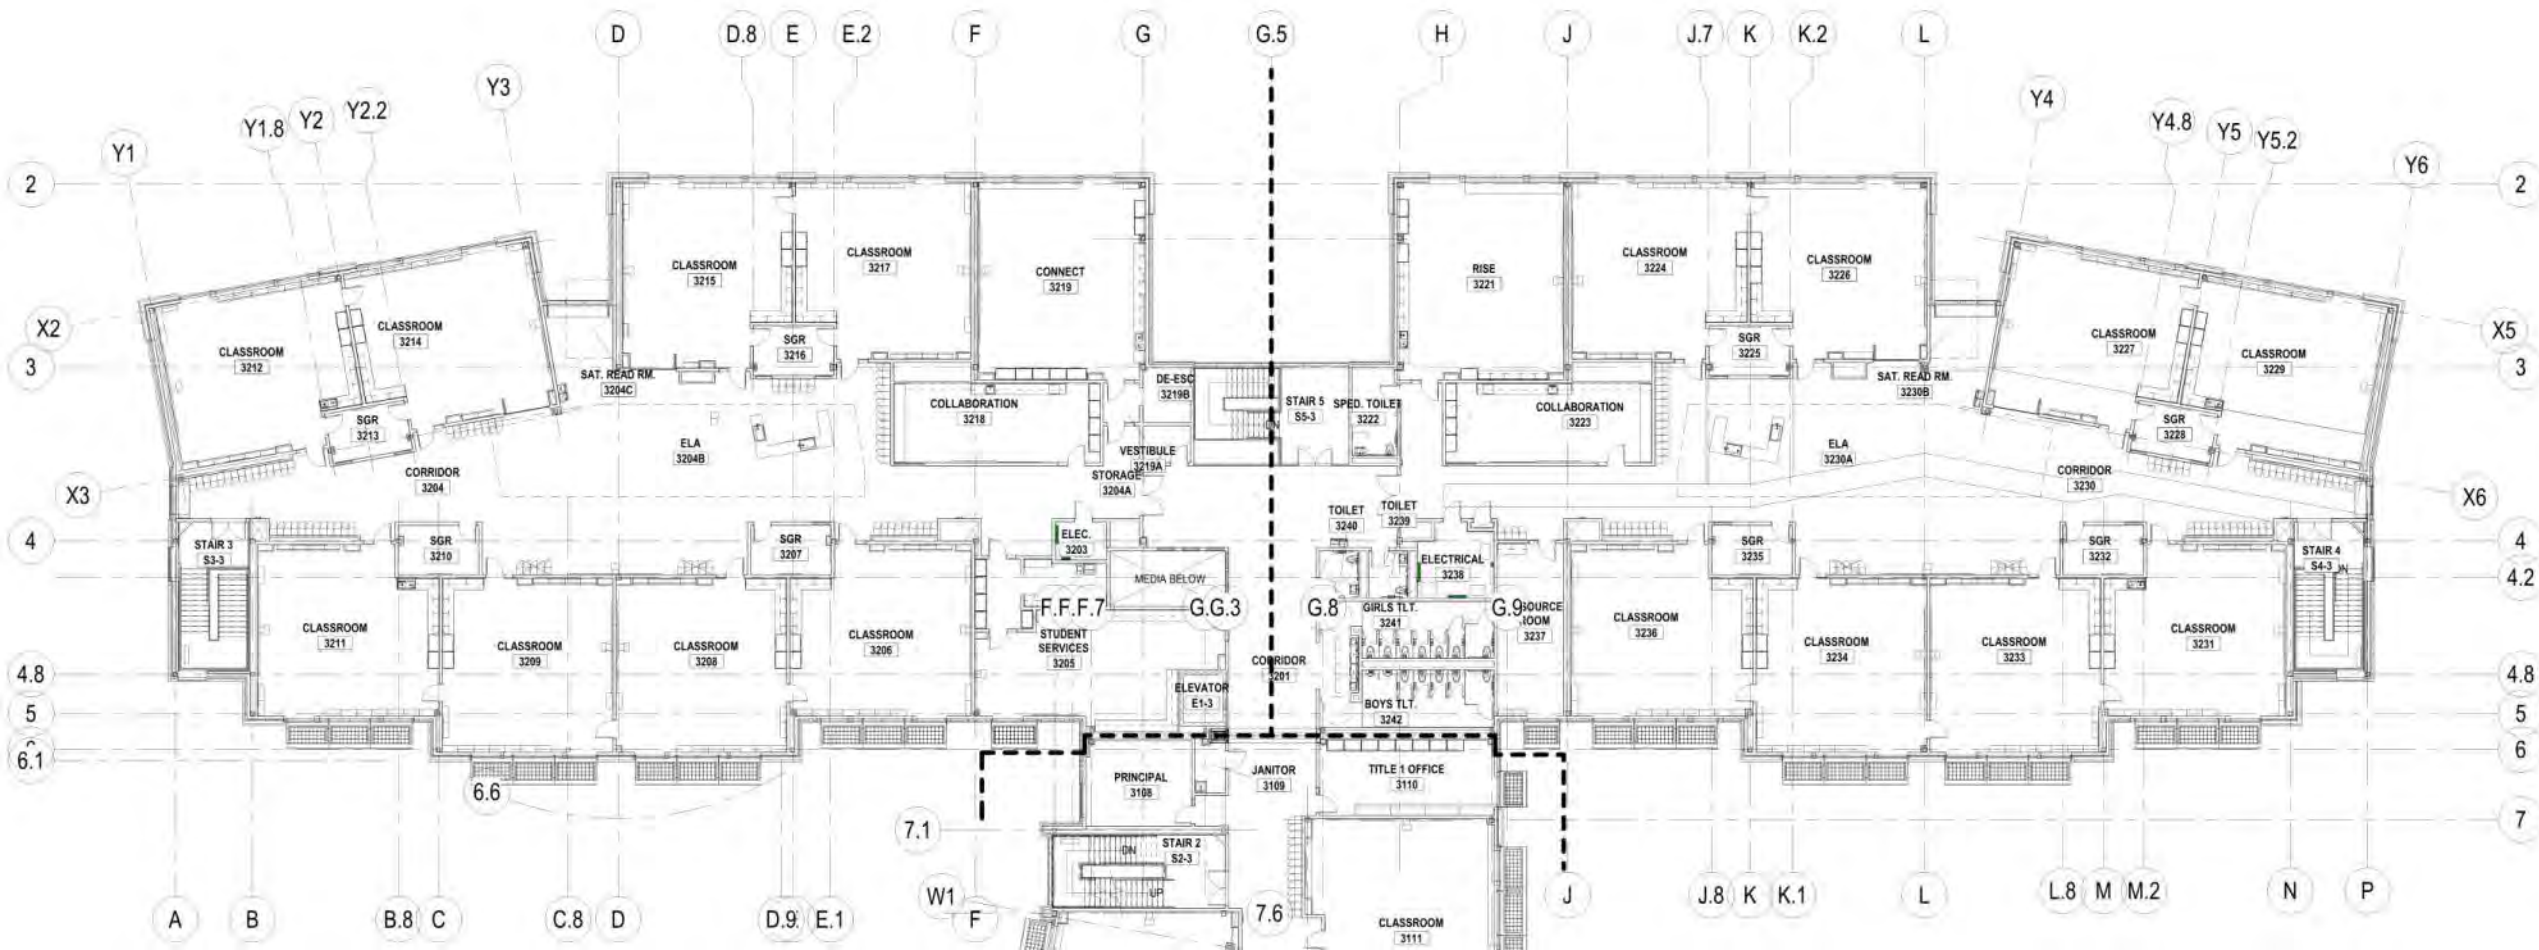 D
D.8
E
E.2
F
G
G.5
H
J
J.7
K
K.2
L
Y1
Y1.8
Y2
Y2.2
Y3
Y4
Y4.8
Y5
Y5.2
Y6
2
2
X2
X5
3
3
X3
X6
4
4
4.2
4.8
4.8
5
5
6.1
6
6.6
7.1
7
W1
7.6
CLASSROOM
3212
CLASSROOM
3214
SGR
3213
CORRIDOR
3204
SAT. READ RM.
3204C
CLASSROOM
3215
CLASSROOM
3217
SGR
3216
ELA
3204B
CONNECT
3219
COLLABORATION
3218
DE-ESC
3219B
VESTIBULE
3219A
STORAGE
3204A
STAIR 5
S5-3
SPED. TOILET
3222
RISE
3221
CLASSROOM
3224
CLASSROOM
3226
SGR
3225
COLLABORATION
3223
SAT. READ RM.
3230B
ELA
3230A
CORRIDOR
3230
CLASSROOM
3227
CLASSROOM
3229
SGR
3228
STAIR 3
S3-3
CLASSROOM
3211
SGR
3210
CLASSROOM
3209
CLASSROOM
3208
SGR
3207
CLASSROOM
3206
ELEC.
3203
MEDIA BELOW
F.F.F.7
G.G.3
STUDENT
SERVICES
3205
ELEVATOR
E1-3
CORRIDOR
3201
TOILET
3240
TOILET
3239
ELECTRICAL
3238
G.8
GIRLS TLT.
3241
G.9
SOURCE
ROOM
3237
BOYS TLT.
3242
CLASSROOM
3236
SGR
3235
CLASSROOM
3234
CLASSROOM
3233
SGR
3232
CLASSROOM
3231
STAIR 4
S4-3
PRINCIPAL
3108
JANITOR
3109
TITLE 1 OFFICE
3110
STAIR 2
S2-3
DN
UP
CLASSROOM
3111
A
B
B.8
C
C.8
D
D.9
E.1
F
J
J.8
K
K.1
L
L.8
M
M.2
N
P